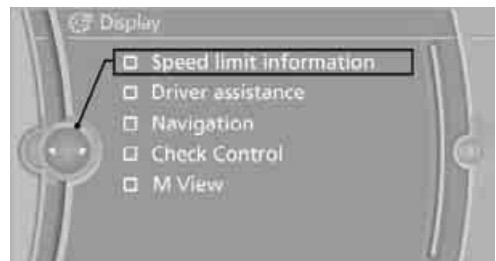 Display
Speed limit information
Driver assistance
Navigation
Check Control
M View